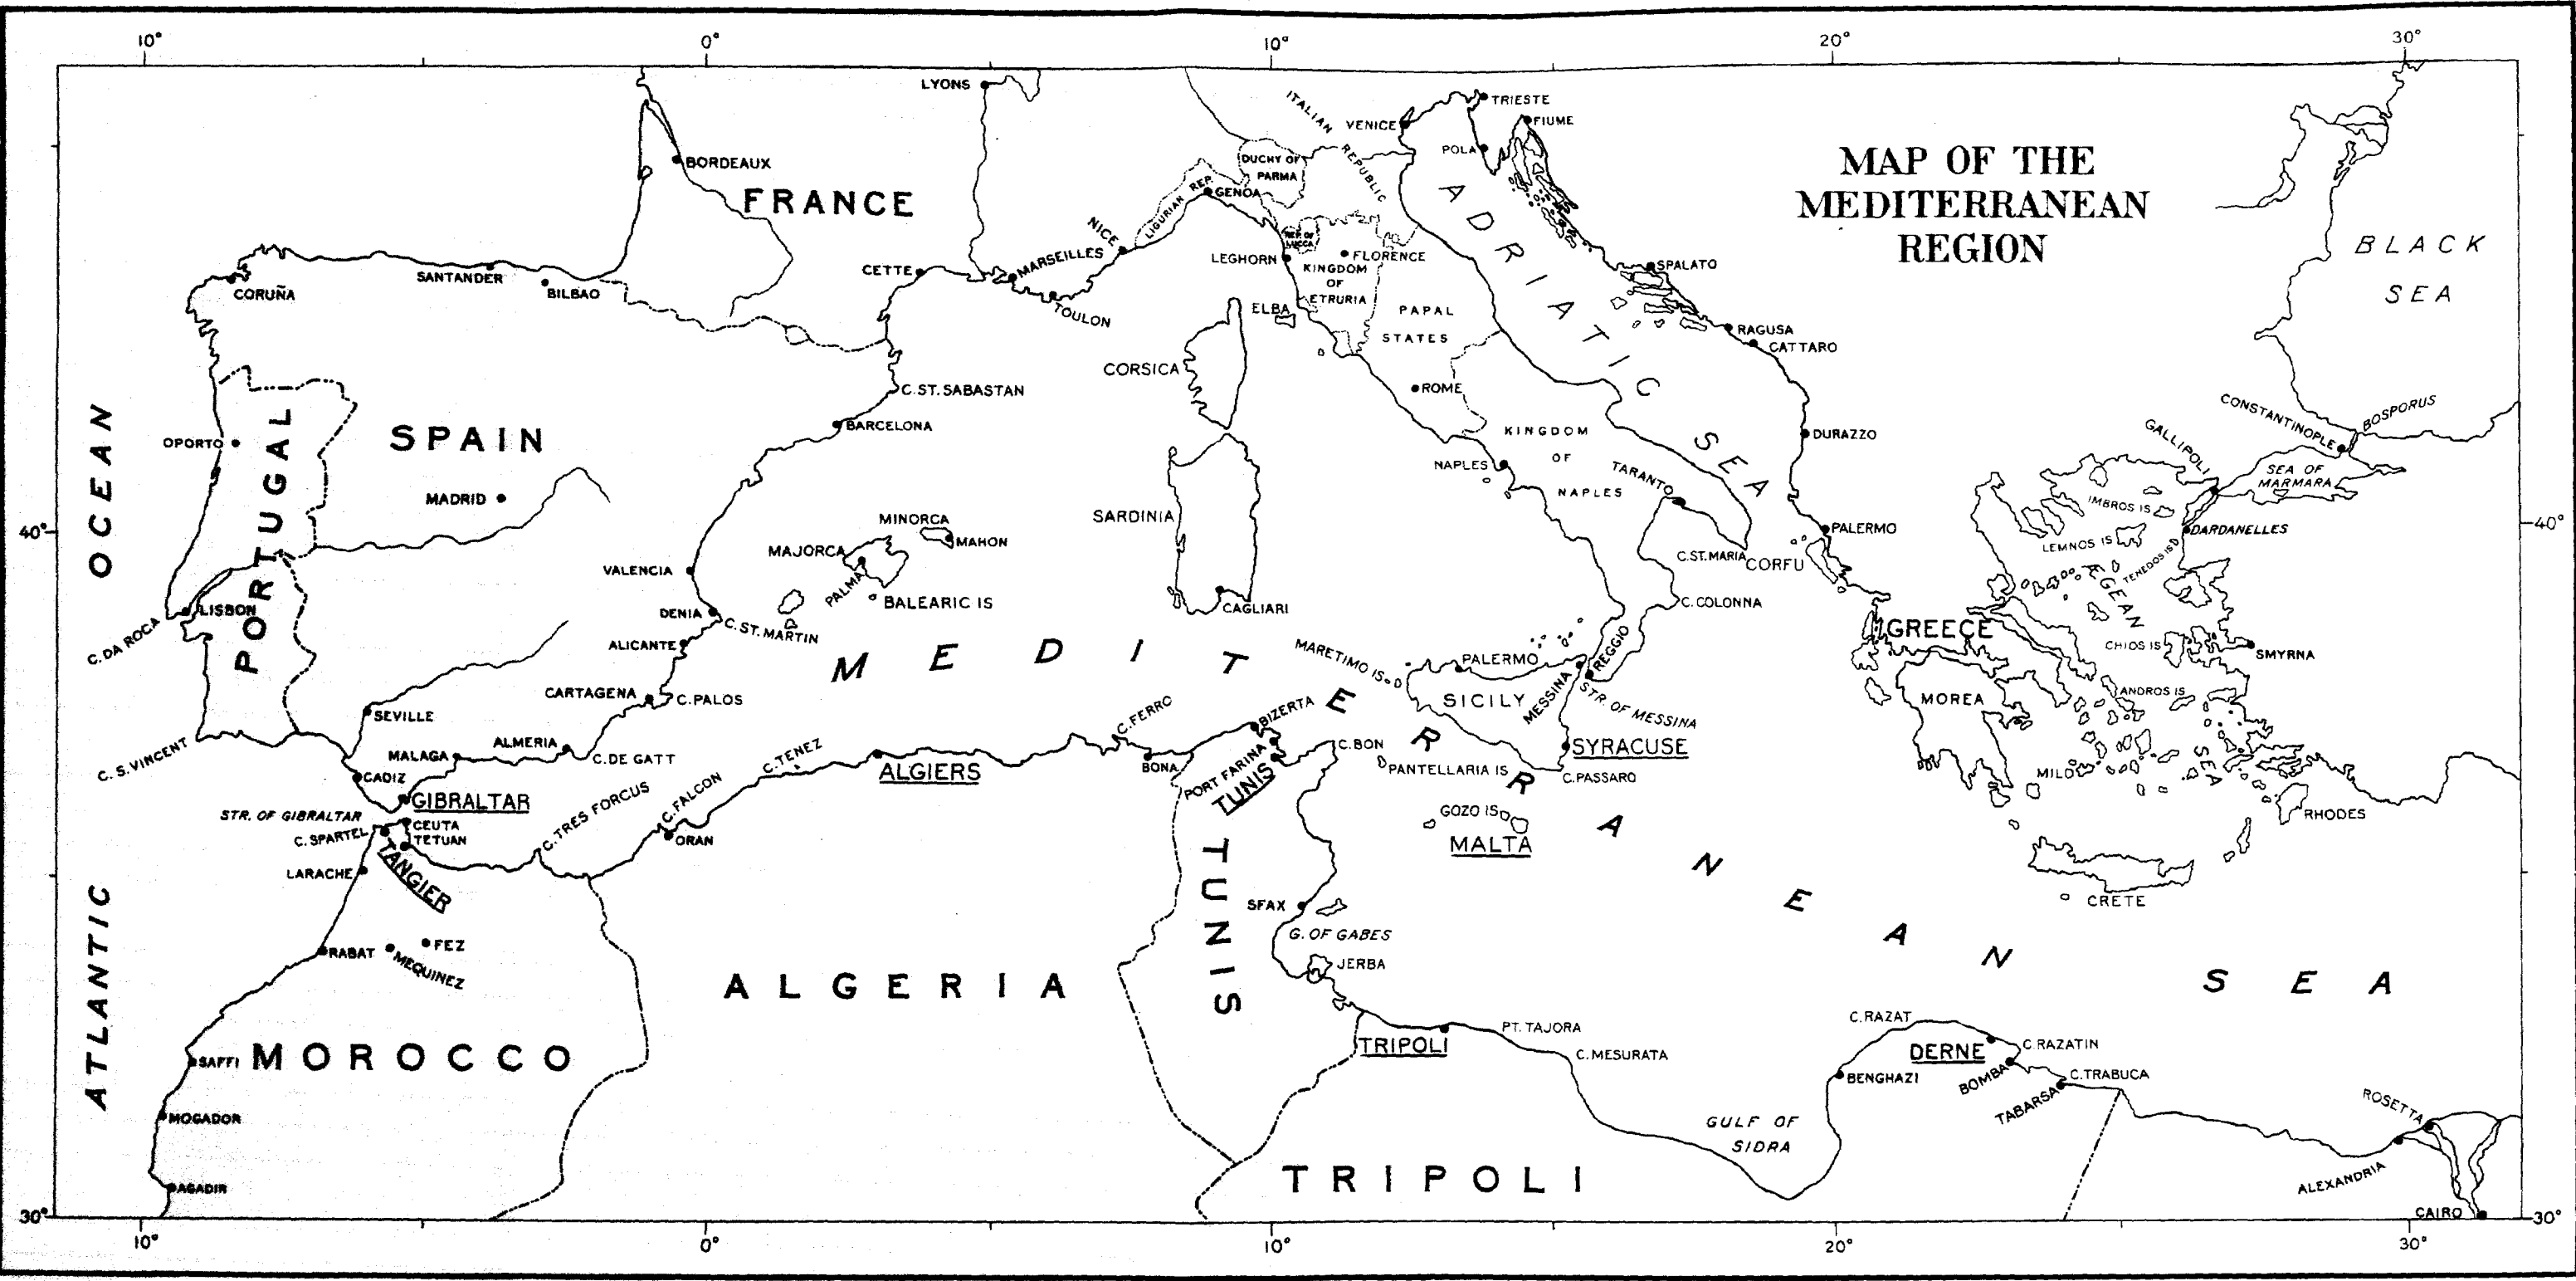 10°
0°
10°
20°
30°
MAP OF THE
MEDITERRANEAN
REGION
LYONS
BORDEAUX
FRANCE
ITALIAN
REPUBLIC
VENICE
TRIESTE
FIUME
POLA
DUCHY OF
PARMA
LIGURIAN REP.
GENOA
NICE
MARSEILLES
CETTE
TOULON
REP. OF
LUCCA
LEGHORN
FLORENCE
KINGDOM
OF
ETRURIA
ELBA
PAPAL
STATES
ADRIATIC SEA
SPALATO
RAGUSA
CATTARO
BLACK
SEA
CORUÑA
SANTANDER
BILBAO
CORSICA
ROME
C. ST. SABASTAN
BARCELONA
OPORTO
PORTUGAL
SPAIN
MADRID
ATLANTIC OCEAN
KINGDOM
OF
NAPLES
NAPLES
TARANTO
DURAZZO
CONSTANTINOPLE
BOSPORUS
GALLIPOLI
SEA OF
MARMARA
IMBROS IS
DARDANELLES
LEMNOS IS
TENEDOS IS
40°
40°
MINORCA
MAHON
MAJORCA
PALMA
BALEARIC IS
SARDINIA
CAGLIARI
VALENCIA
DENIA
C. ST. MARTIN
ALICANTE
C. ST. MARIA
CORFU
PALERMO
C. COLONNA
EGEAN SEA
LISBON
C. DA ROCA
GREECE
CHIOS IS
SMYRNA
MEDITERRANEAN SEA
MARETIMO IS
PALERMO
SICILY
MESSINA
REGGIO
STR. OF MESSINA
SYRACUSE
C. PASSARO
MOREA
ANDROS IS
MILO
RHODES
CRETE
CARTAGENA
C. PALOS
SEVILLE
MALAGA
ALMERIA
C. DE GATT
C. S. VINCENT
CADIZ
GIBRALTAR
STR. OF GIBRALTAR
C. SPARTEL
CEUTA
TETUAN
TANGIER
LARACHE
C. TRES FORCUS
C. FALCON
ORAN
C. TENEZ
ALGIERS
C. FERRO
BONA
BIZERTA
PORT FARINA
TUNIS
C. BON
PANTELLARIA IS
GOZO IS
MALTA
TUNIS
SFAX
G. OF GABES
JERBA
RABAT
MEQUINEZ
FEZ
ALGERIA
MOROCCO
SAFFI
MOGADOR
AGADIR
TRIPOLI
PT. TAJORA
C. MESURATA
TRIPOLI
GULF OF
SIDRA
C. RAZAT
DERNE
C. RAZATIN
BENGHAZI
BOMBA
C. TRABUCA
TABARSA
ROSETTA
ALEXANDRIA
CAIRO
30°
30°
10°
0°
10°
20°
30°